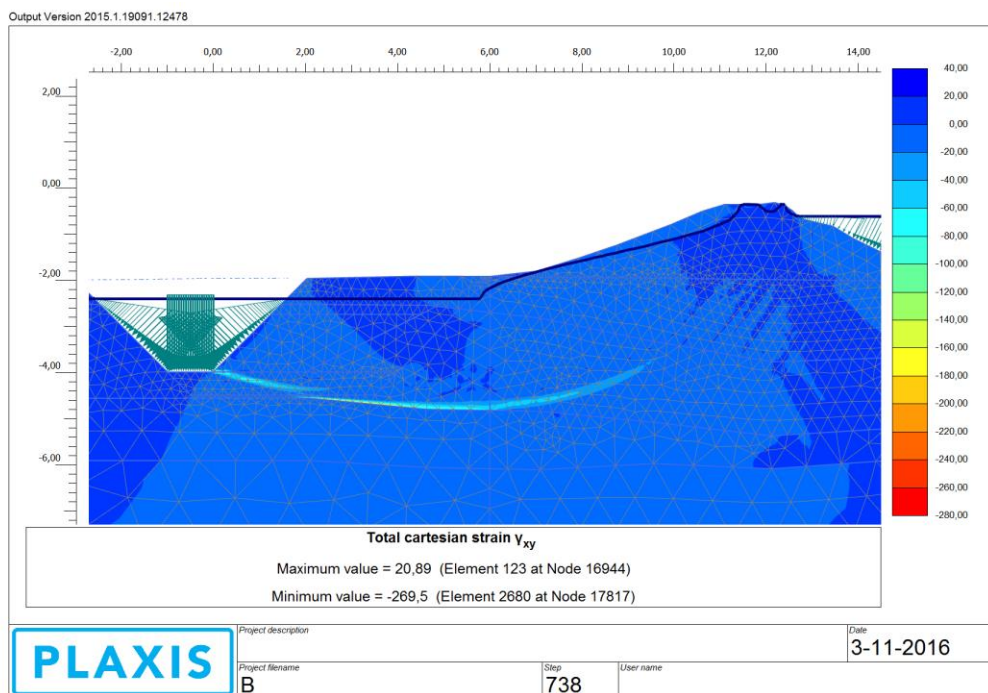 Output Version 2015.1.19091.12478
-2,00 0,00 2,00 4,00 6,00 8,00 10,00 12,00 14,00
2,00
0,00
-2,00
-4,00
-6,00
40,00
20,00
0,00
-20,00
-40,00
-60,00
-80,00
-100,00
-120,00
-140,00
-160,00
-180,00
-200,00
-220,00
-240,00
-260,00
-280,00
Total cartesian strain γxy
Maximum value = 20,89 (Element 123 at Node 16944)
Minimum value = -269,5 (Element 2680 at Node 17817)
PLAXIS
Project description
Date
3-11-2016
Project filename
B
Step
738
User name